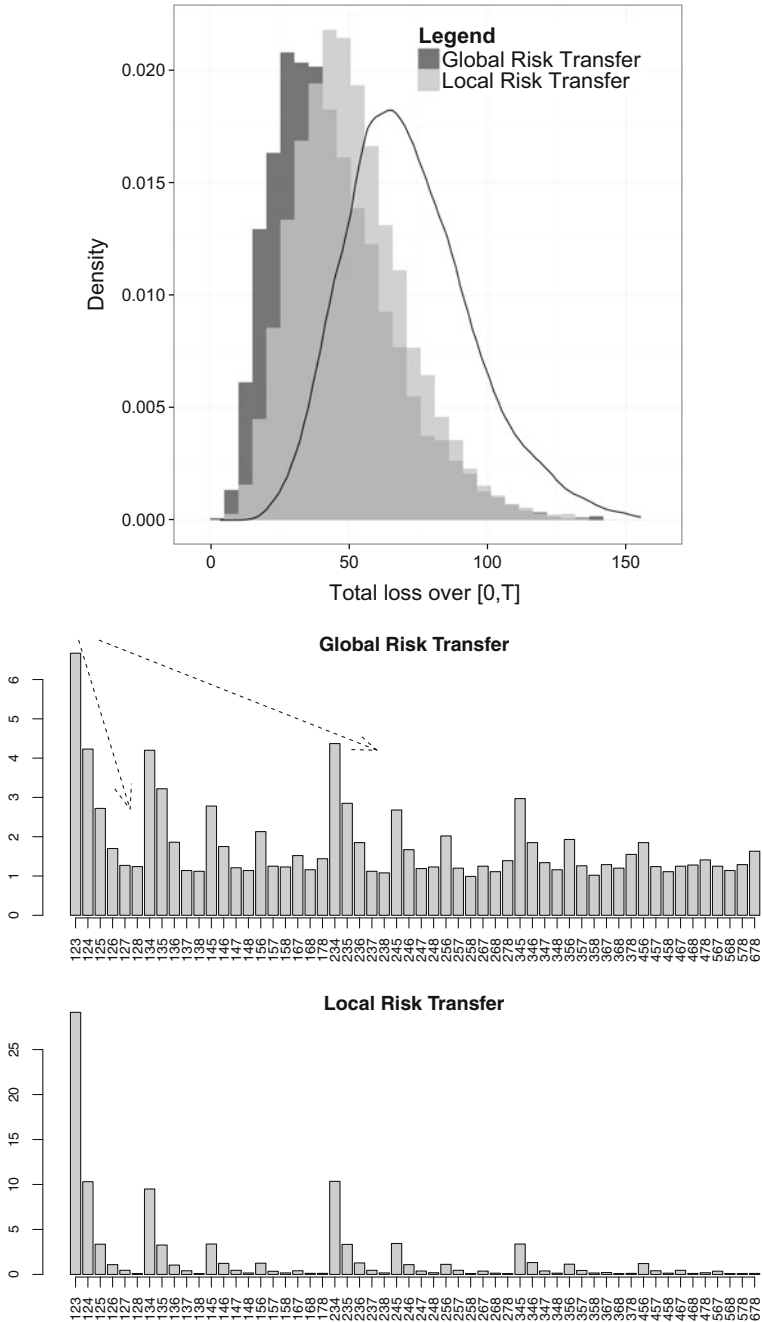 Legend
Global Risk Transfer
Local Risk Transfer
0.020
0.015
0.010
0.005
0.000
Density
0 50 100 150
Total loss over [0,T]
Global Risk Transfer
6
5
4
3
2
1
0
123 124 125 126 127 128 134 135 136 137 138 145 146 147 148 156 157 158 167 168 178 234 235 236 237 238 245 246 247 248 256 257 258 267 268 278 345 346 347 348 356 357 358 367 368 378 456 457 458 467 468 478 567 568 578 678
Local Risk Transfer
25
20
15
10
5
0
123 124 125 126 127 128 134 135 136 137 138 145 146 147 148 156 157 158 167 168 178 234 235 236 237 238 245 246 247 248 256 257 258 267 268 278 345 346 347 348 356 357 358 367 368 378 456 457 458 467 468 478 567 568 578 678